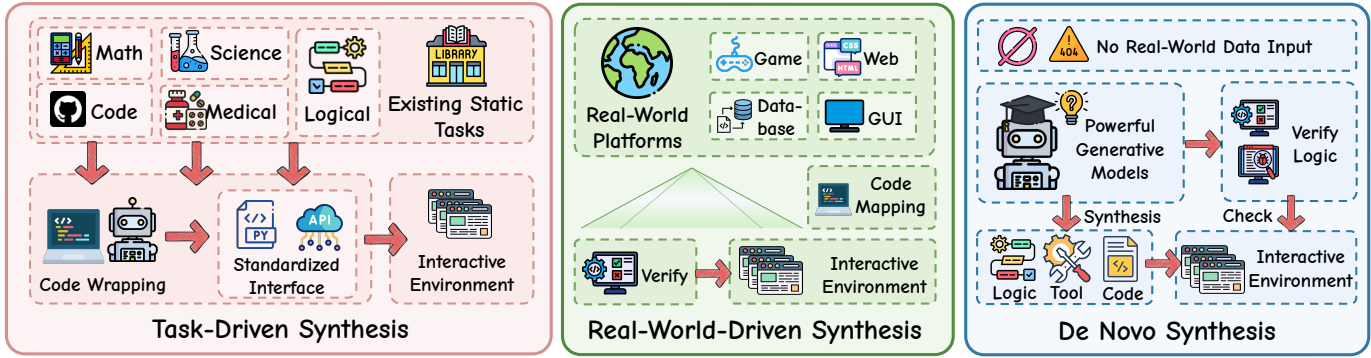 Math
Science
Code
Medical
Logical
LIBRARY
Existing Static
Tasks
Code Wrapping
</>
PY
API
Standardized
Interface
Interactive
Environment
Task-Driven Synthesis
Real-World
Platforms
Game
CSS
HTML
Web
Data-
base
GUI
Code
Mapping
Verify
Interactive
Environment
Real-World-Driven Synthesis
404
No Real-World Data Input
Powerful
Generative
Models
Verify
Logic
Synthesis
Check
Logic
Tool
</>
Code
Interactive
Environment
De Novo Synthesis